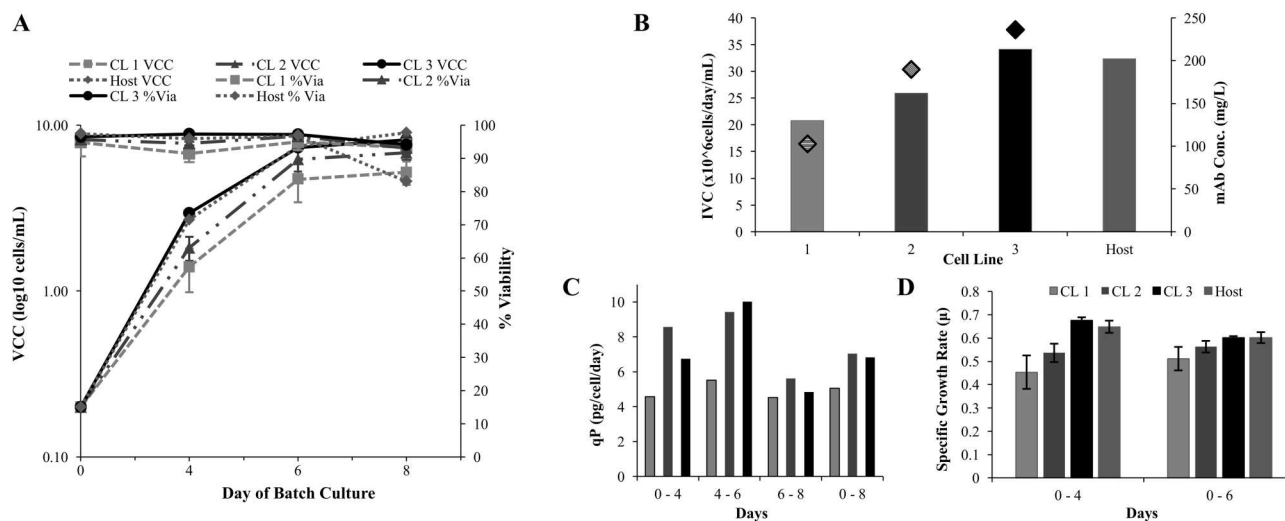 A
CL 1 VCC CL 2 VCC CL 3 VCC
Host VCC CL 1 %Via CL 2 %Via
CL 3 %Via Host % Via
VCC (log10 cells/mL)
10.00
1.00
0.10
100
90
80
70
60
50
40
30
20
10
0
% Viability
0 4 6 8
Day of Batch Culture
B
IVC (x10^6cells/day/mL)
40
35
30
25
20
15
10
5
0
250
200
150
100
50
0
mAb Conc. (mg/L)
1 2 3 Host
Cell Line
C
qP (pg/cell/day)
10
8
6
4
2
0
0 - 4 4 - 6 6 - 8 0 - 8
Days
D
CL 1 CL 2 CL 3 Host
Specific Growth Rate (μ)
0.8
0.7
0.6
0.5
0.4
0.3
0.2
0.1
0
0 - 4 0 - 6
Days